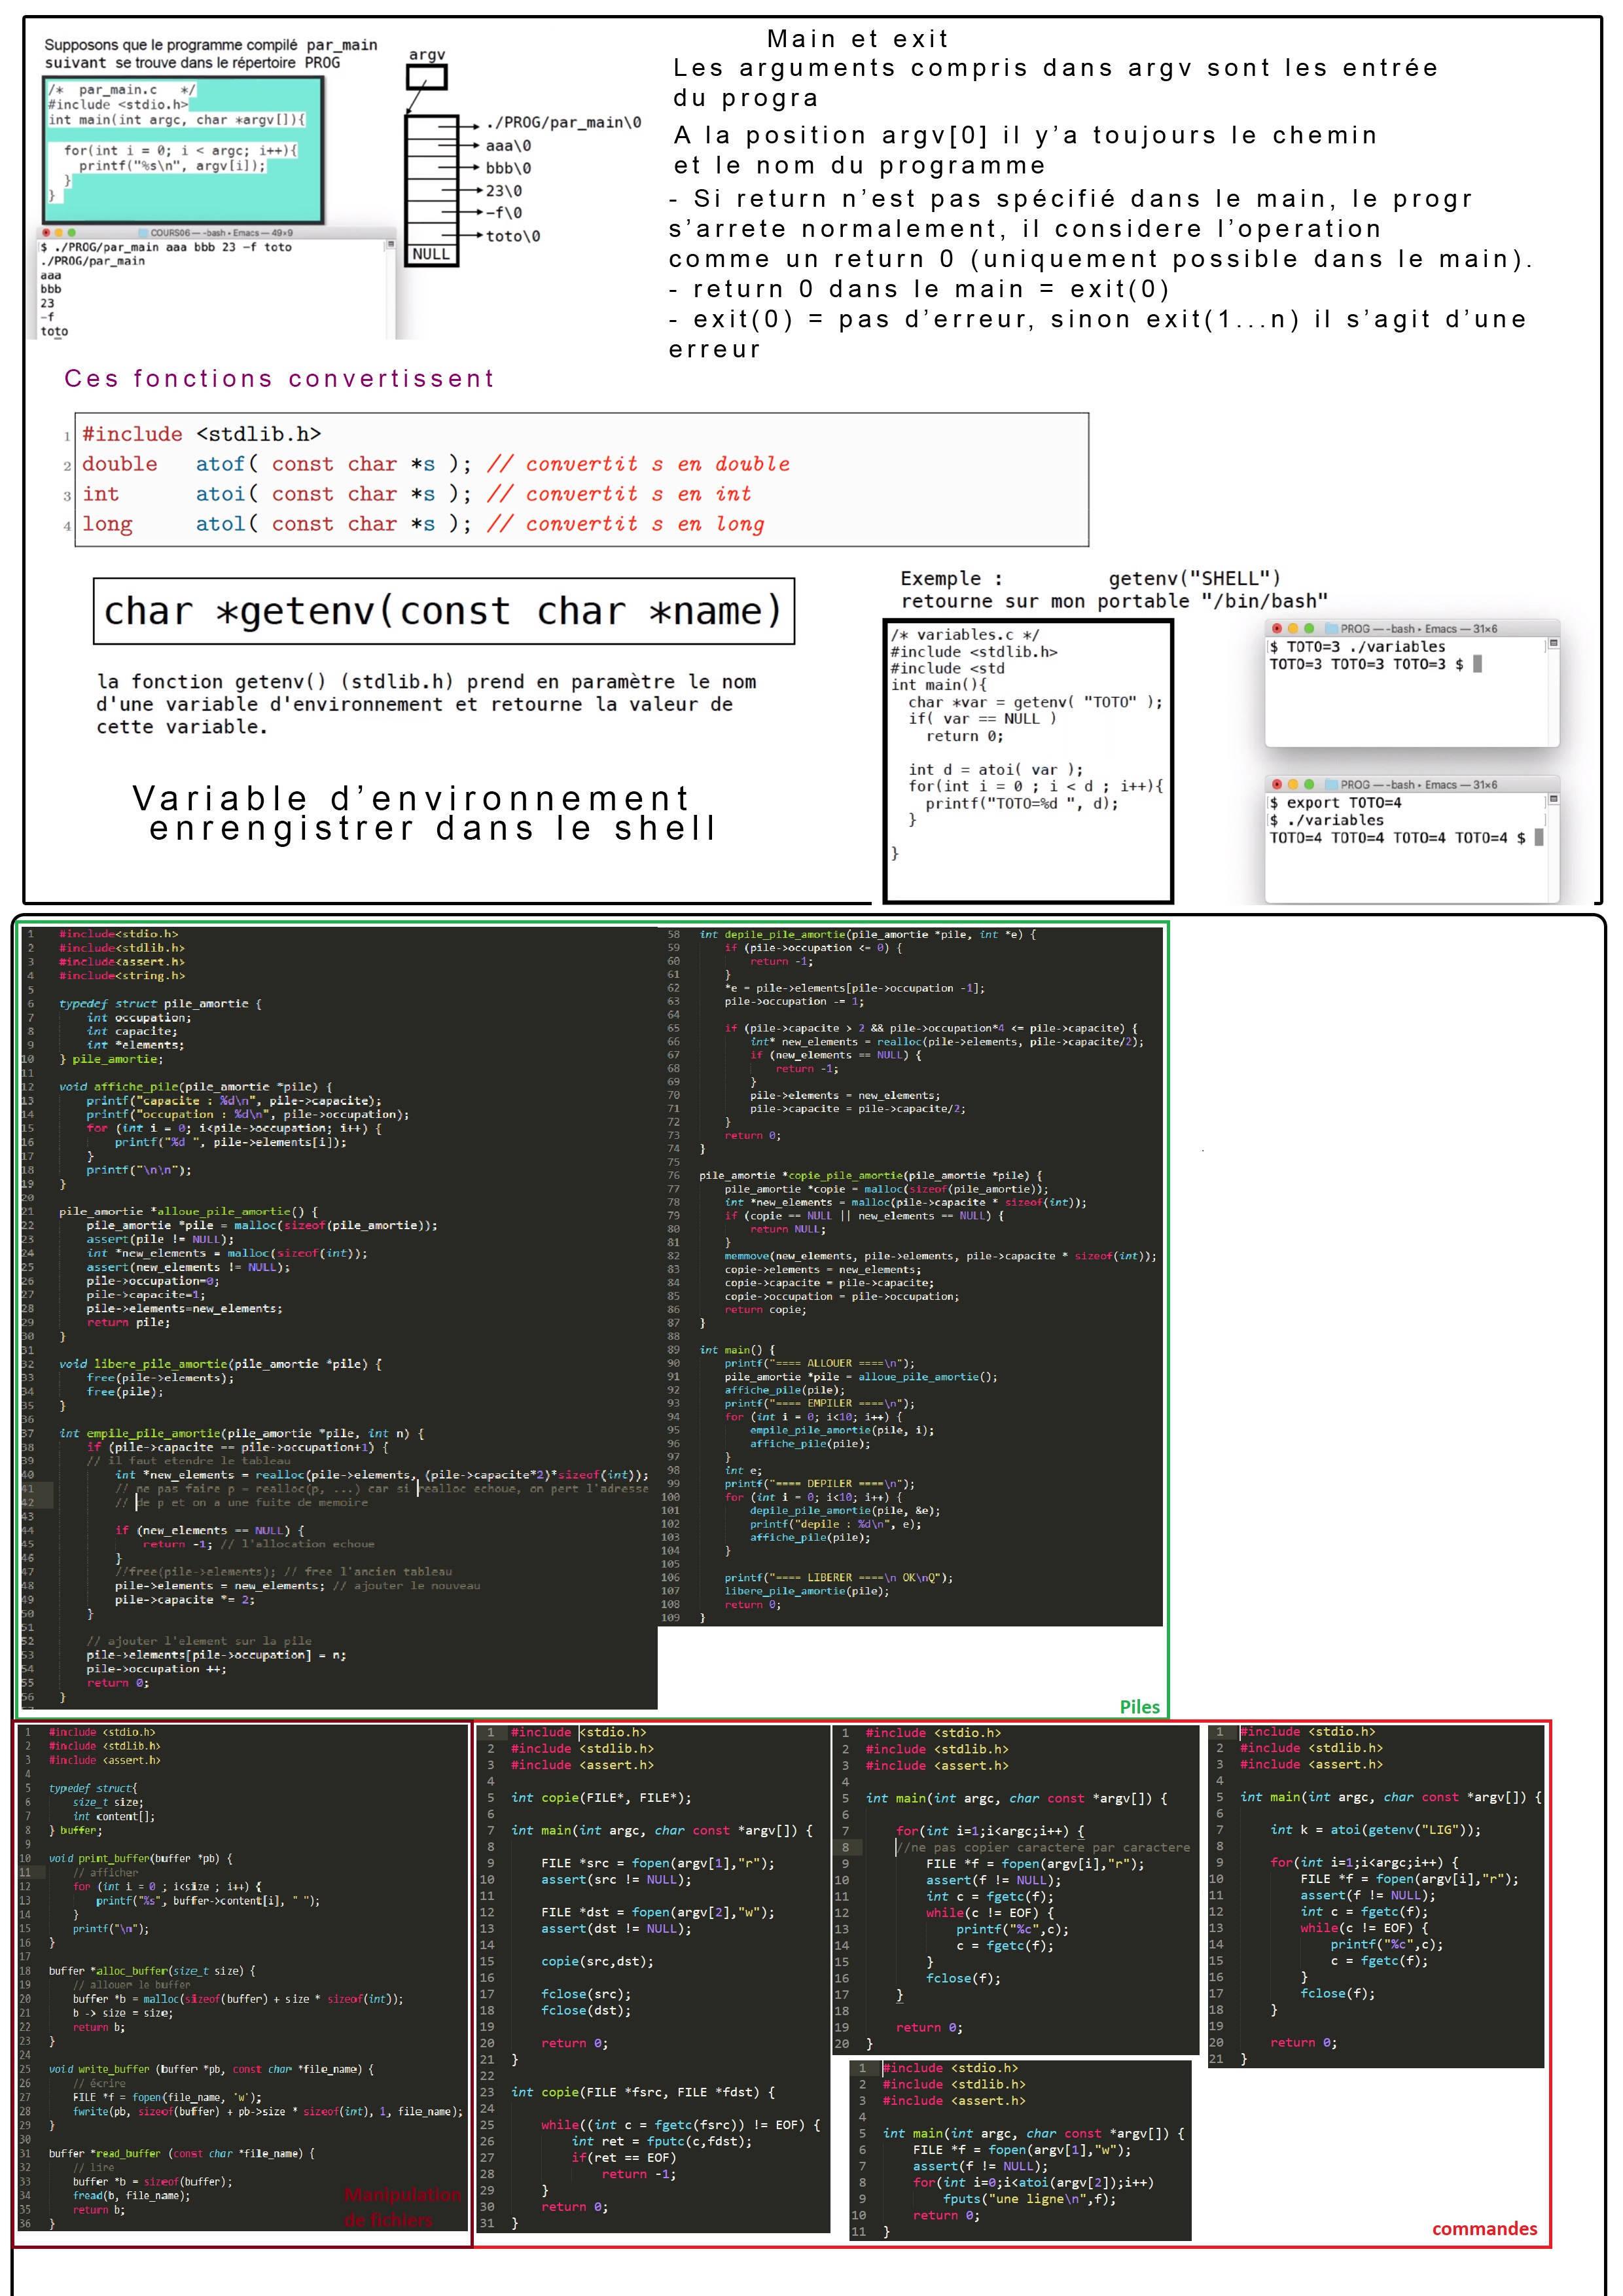 Supposons que le programme compilé par_main
suivant se trouve dans le répertoire PROG
/* par_main.c */
#include <stdio.h>
int main(int argc, char *argv[]){
for(int i = 0; i < argc; i++){
printf("%s\n", argv[i]);
}
}
COURS06 — -bash • Emacs — 49×9
$ ./PROG/par_main aaa bbb 23 -f toto
./PROG/par_main
aaa
bbb
23
-f
toto
argv
./PROG/par_main\0
aaa\0
bbb\0
23\0
-f\0
toto\0
NULL
Main et exit
Les arguments compris dans argv sont les entrée
du progra
A la position argv[0] il y'a toujours le chemin
et le nom du programme
- Si return n'est pas spécifié dans le main, le progr
s'arrete normalement, il considere l'operation
comme un return 0 (uniquement possible dans le main).
- return 0 dans le main = exit(0)
- exit(0) = pas d'erreur, sinon exit(1...n) il s'agit d'une
erreur
Ces fonctions convertissent
1 #include <stdlib.h>
2 double atof( const char *s ); // convertit s en double
3 int atoi( const char *s ); // convertit s en int
4 long atol( const char *s ); // convertit s en long
char *getenv(const char *name)
la fonction getenv() (stdlib.h) prend en paramètre le nom
d'une variable d'environnement et retourne la valeur de
cette variable.
Variable d'environnement
enrengistrer dans le shell
Exemple : getenv("SHELL")
retourne sur mon portable "/bin/bash"
/* variables.c */
#include <stdlib.h>
#include <std
int main(){
char *var = getenv( "TOTO" );
if( var == NULL )
return 0;
int d = atoi( var );
for(int i = 0 ; i < d ; i++){
printf("TOTO=%d ", d);
}
}
PROG — -bash • Emacs — 31×6
$ TOTO=3 ./variables
TOTO=3 TOTO=3 TOTO=3 $
PROG — -bash • Emacs — 31×6
$ export TOTO=4
$ ./variables
TOTO=4 TOTO=4 TOTO=4 TOTO=4 $
1 #include<stdio.h>
2 #include<stdlib.h>
3 #include<assert.h>
4 #include<string.h>
5
6 typedef struct pile_amortie {
7 int occupation;
8 int capacite;
9 int *elements;
10 } pile_amortie;
11
12 void affiche_pile(pile_amortie *pile) {
13 printf("capacite : %d\n", pile->capacite);
14 printf("occupation : %d\n", pile->occupation);
15 for (int i = 0; i<pile->occupation; i++) {
16 printf("%d ", pile->elements[i]);
17 }
18 printf("\n\n");
19 }
20
21 pile_amortie *alloue_pile_amortie() {
22 pile_amortie *pile = malloc(sizeof(pile_amortie));
23 assert(pile != NULL);
24 int *new_elements = malloc(sizeof(int));
25 assert(new_elements != NULL);
26 pile->occupation=0;
27 pile->capacite=1;
28 pile->elements=new_elements;
29 return pile;
30 }
31
32 void libere_pile_amortie(pile_amortie *pile) {
33 free(pile->elements);
34 free(pile);
35 }
36
37 int empile_pile_amortie(pile_amortie *pile, int n) {
38 if (pile->capacite == pile->occupation+1) {
39 // il faut etendre le tableau
40 int *new_elements = realloc(pile->elements, (pile->capacite*2)*sizeof(int));
41 // ne pas faire p = realloc(p, ...) car si realloc echoue, on pert l'adresse
42 // de p et on a une fuite de memoire
43
44 if (new_elements == NULL) {
45 return -1; // l'allocation echoue
46 }
47 //free(pile->elements); // free l'ancien tableau
48 pile->elements = new_elements; // ajouter le nouveau
49 pile->capacite *= 2;
50 }
51
52 // ajouter l'element sur la pile
53 pile->elements[pile->occupation] = n;
54 pile->occupation ++;
55 return 0;
56 }
58 int depile_pile_amortie(pile_amortie *pile, int *e) {
59 if (pile->occupation <= 0) {
60 return -1;
61 }
62 *e = pile->elements[pile->occupation -1];
63 pile->occupation -= 1;
64
65 if (pile->capacite > 2 && pile->occupation*4 <= pile->capacite) {
66 int* new_elements = realloc(pile->elements, pile->capacite/2);
67 if (new_elements == NULL) {
68 return -1;
69 }
70 pile->elements = new_elements;
71 pile->capacite = pile->capacite/2;
72 }
73 return 0;
74 }
75
76 pile_amortie *copie_pile_amortie(pile_amortie *pile) {
77 pile_amortie *copie = malloc(sizeof(pile_amortie));
78 int *new_elements = malloc(pile->capacite * sizeof(int));
79 if (copie == NULL || new_elements == NULL) {
80 return NULL;
81 }
82 memmove(new_elements, pile->elements, pile->capacite * sizeof(int));
83 copie->elements = new_elements;
84 copie->capacite = pile->capacite;
85 copie->occupation = pile->occupation;
86 return copie;
87 }
88
89 int main() {
90 printf("==== ALLOUER ====\n");
91 pile_amortie *pile = alloue_pile_amortie();
92 affiche_pile(pile);
93 printf("==== EMPILER ====\n");
94 for (int i = 0; i<10; i++) {
95 empile_pile_amortie(pile, i);
96 affiche_pile(pile);
97 }
98 int e;
99 printf("==== DEPILER ====\n");
100 for (int i = 0; i<10; i++) {
101 depile_pile_amortie(pile, &e);
102 printf("depile : %d\n", e);
103 affiche_pile(pile);
104 }
105
106 printf("==== LIBERER ====\n OK\nQ");
107 libere_pile_amortie(pile);
108 return 0;
109 }
Piles
1 #include <stdio.h>
2 #include <stdlib.h>
3 #include <assert.h>
4
5 typedef struct{
6 size_t size;
7 int content[];
8 } buffer;
9
10 void print_buffer(buffer *pb) {
11 // afficher
12 for (int i = 0 ; i<size ; i++) {
13 printf("%s", buffer->content[i], " ");
14 }
15 printf("\n");
16 }
17
18 buffer *alloc_buffer(size_t size) {
19 // allouer le buffer
20 buffer *b = malloc(sizeof(buffer) + size * sizeof(int));
21 b -> size = size;
22 return b;
23 }
24
25 void write_buffer (buffer *pb, const char *file_name) {
26 // écrire
27 FILE *f = fopen(file_name, 'w');
28 fwrite(pb, sizeof(buffer) + pb->size * sizeof(int), 1, file_name);
29 }
30
31 buffer *read_buffer (const char *file_name) {
32 // lire
33 buffer *b = sizeof(buffer);
34 fread(b, file_name);
35 return b;
36 }
Manipulation
de fichiers
1 #include <stdio.h>
2 #include <stdlib.h>
3 #include <assert.h>
4
5 int copie(FILE*, FILE*);
6
7 int main(int argc, char const *argv[]) {
8
9 FILE *src = fopen(argv[1],"r");
10 assert(src != NULL);
11
12 FILE *dst = fopen(argv[2],"w");
13 assert(dst != NULL);
14
15 copie(src,dst);
16
17 fclose(src);
18 fclose(dst);
19
20 return 0;
21 }
22
23 int copie(FILE *fsrc, FILE *fdst) {
24
25 while((int c = fgetc(fsrc)) != EOF) {
26 int ret = fputc(c,fdst);
27 if(ret == EOF)
28 return -1;
29 }
30 return 0;
31 }
1 #include <stdio.h>
2 #include <stdlib.h>
3 #include <assert.h>
4
5 int main(int argc, char const *argv[]) {
6
7 for(int i=1;i<argc;i++) {
8 //ne pas copier caractere par caractere
9 FILE *f = fopen(argv[i],"r");
10 assert(f != NULL);
11 int c = fgetc(f);
12 while(c != EOF) {
13 printf("%c",c);
14 c = fgetc(f);
15 }
16 fclose(f);
17 }
18
19 return 0;
20 }
1 #include <stdio.h>
2 #include <stdlib.h>
3 #include <assert.h>
4
5 int main(int argc, char const *argv[]) {
6
7 int k = atoi(getenv("LIG"));
8
9 for(int i=1;i<argc;i++) {
10 FILE *f = fopen(argv[i],"r");
11 assert(f != NULL);
12 int c = fgetc(f);
13 while(c != EOF) {
14 printf("%c",c);
15 c = fgetc(f);
16 }
17 fclose(f);
18 }
19
20 return 0;
21 }
1 #include <stdio.h>
2 #include <stdlib.h>
3 #include <assert.h>
4
5 int main(int argc, char const *argv[]) {
6 FILE *f = fopen(argv[1],"w");
7 assert(f != NULL);
8 for(int i=0;i<atoi(argv[2]);i++)
9 fputs("une ligne\n",f);
10 return 0;
11 }
commandes